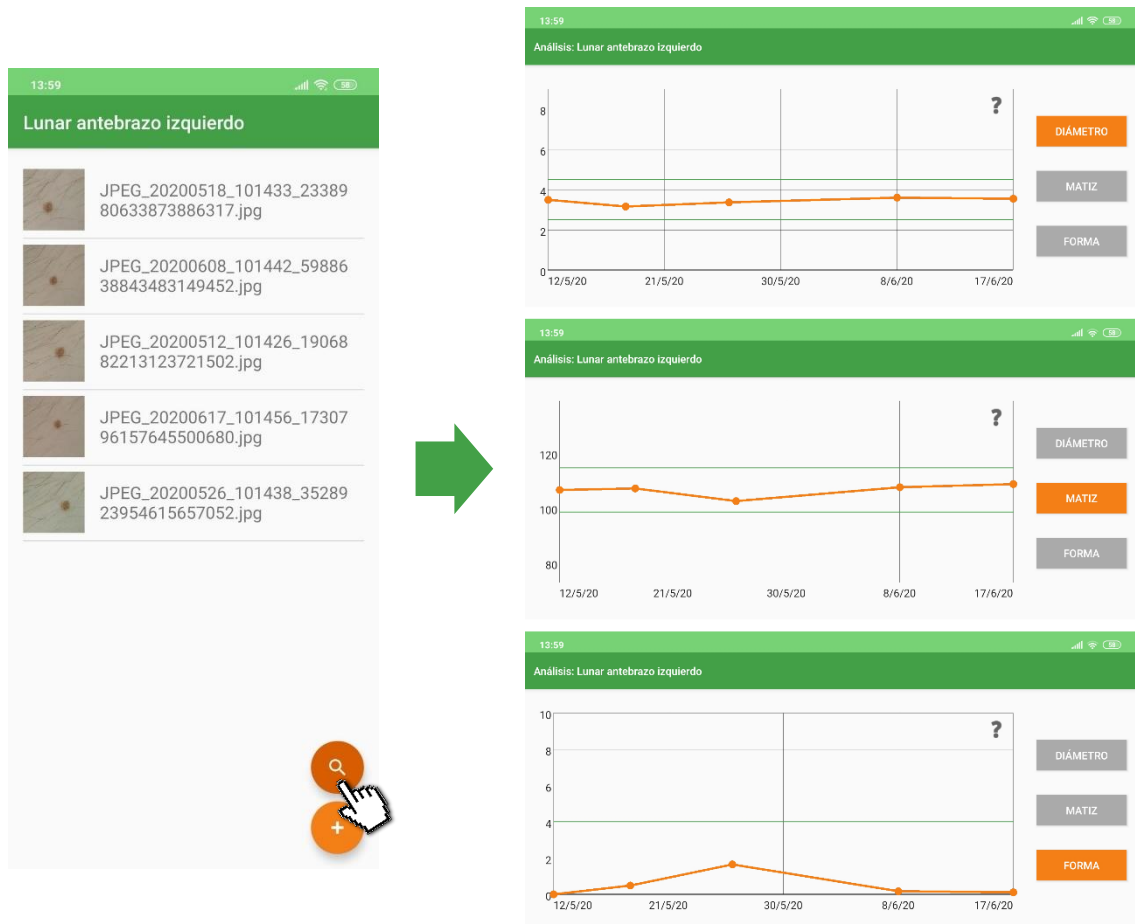 13:59
58
Lunar antebrazo izquierdo
JPEG_20200518_101433_23389
80633873886317.jpg
JPEG_20200608_101442_59886
38843483149452.jpg
JPEG_20200512_101426_19068
82213123721502.jpg
JPEG_20200617_101456_17307
96157645500680.jpg
JPEG_20200526_101438_35289
23954615657052.jpg
+
13:59
58
Análisis: Lunar antebrazo izquierdo
?
8
6
4
2
0
12/5/20 21/5/20 30/5/20 8/6/20 17/6/20
DIÁMETRO
MATIZ
FORMA
13:59
58
Análisis: Lunar antebrazo izquierdo
?
120
100
80
12/5/20 21/5/20 30/5/20 8/6/20 17/6/20
DIÁMETRO
MATIZ
FORMA
13:59
58
Análisis: Lunar antebrazo izquierdo
?
10
8
6
4
2
0
12/5/20 21/5/20 30/5/20 8/6/20 17/6/20
DIÁMETRO
MATIZ
FORMA